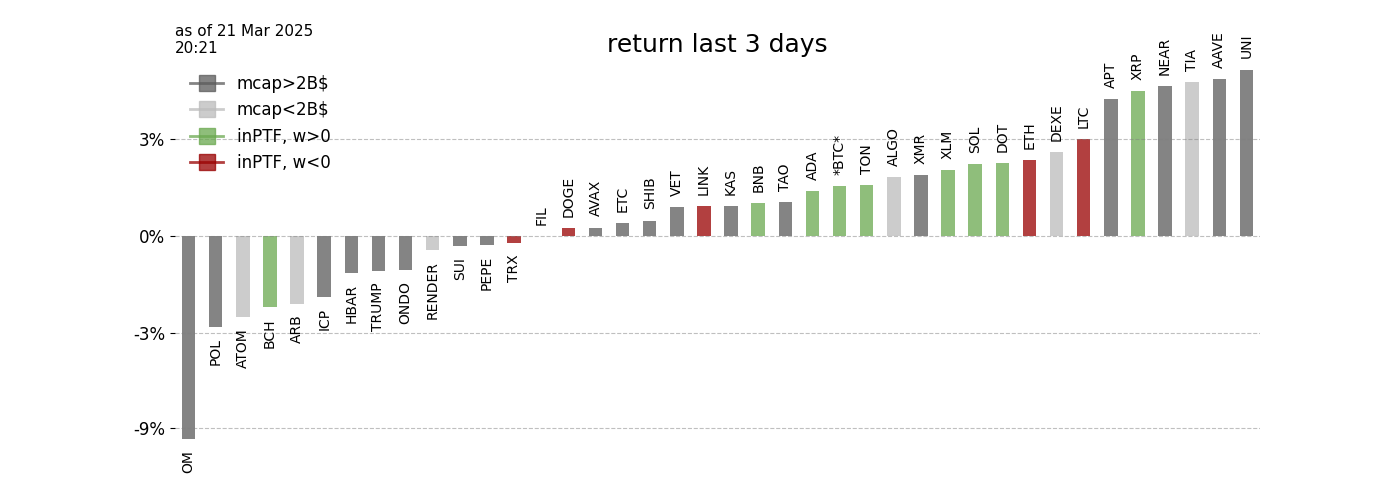 as of 21 Mar 2025
20:21
return last 3 days
mcap>2B$
mcap<2B$
inPTF, w>0
inPTF, w<0
3%
0%
-3%
-9%
OM
POL
ATOM
BCH
ARB
ICP
HBAR
TRUMP
ONDO
RENDER
SUI
PEPE
TRX
FIL
DOGE
AVAX
ETC
SHIB
VET
LINK
KAS
BNB
TAO
ADA
*BTC*
TON
ALGO
XMR
XLM
SOL
DOT
ETH
DEXE
LTC
APT
XRP
NEAR
TIA
AAVE
UNI